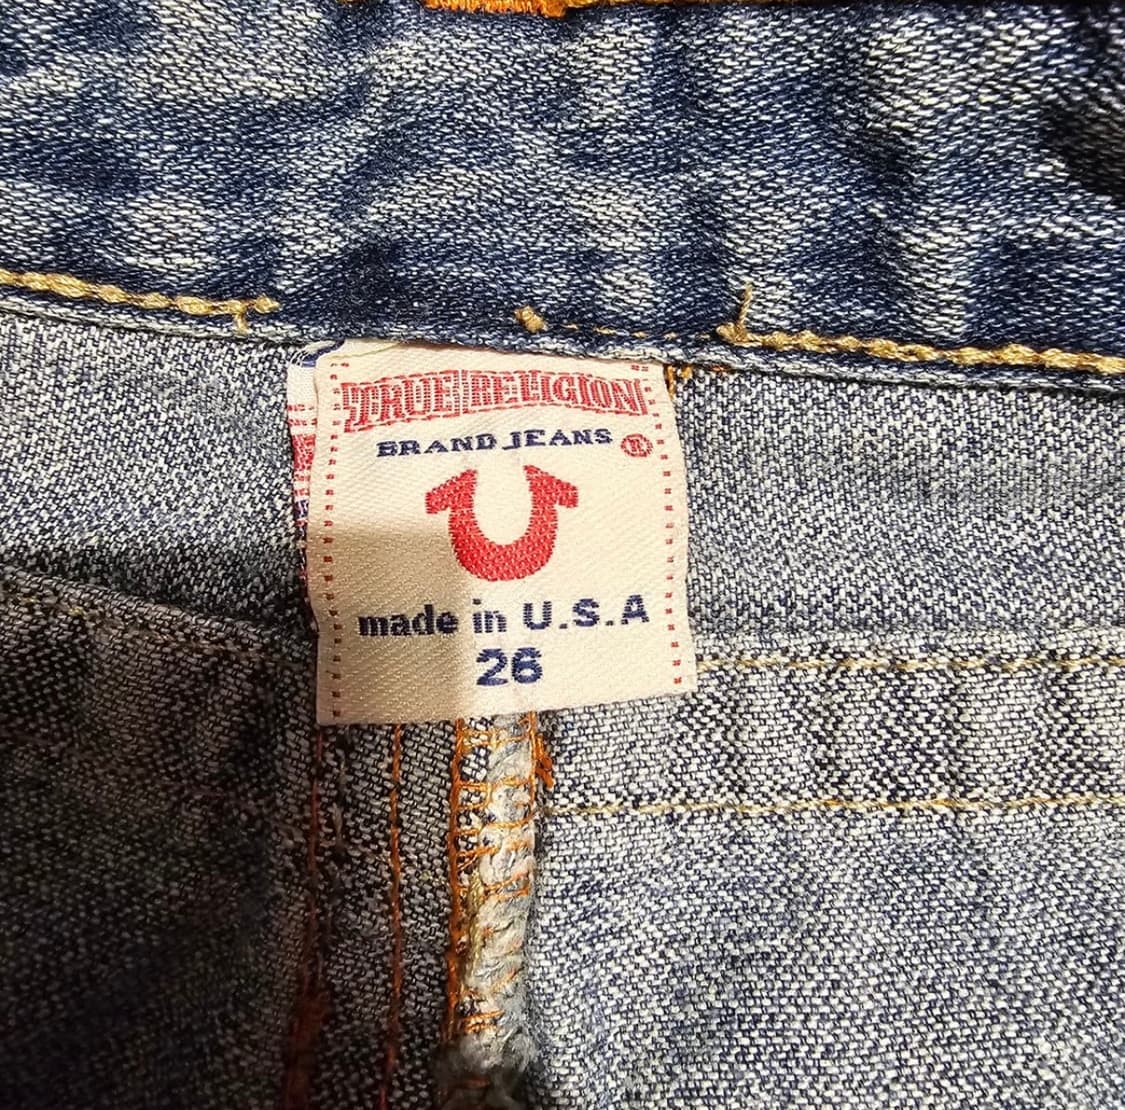 TRUE RELIGION
BRAND JEANS ®
made in U.S.A
26